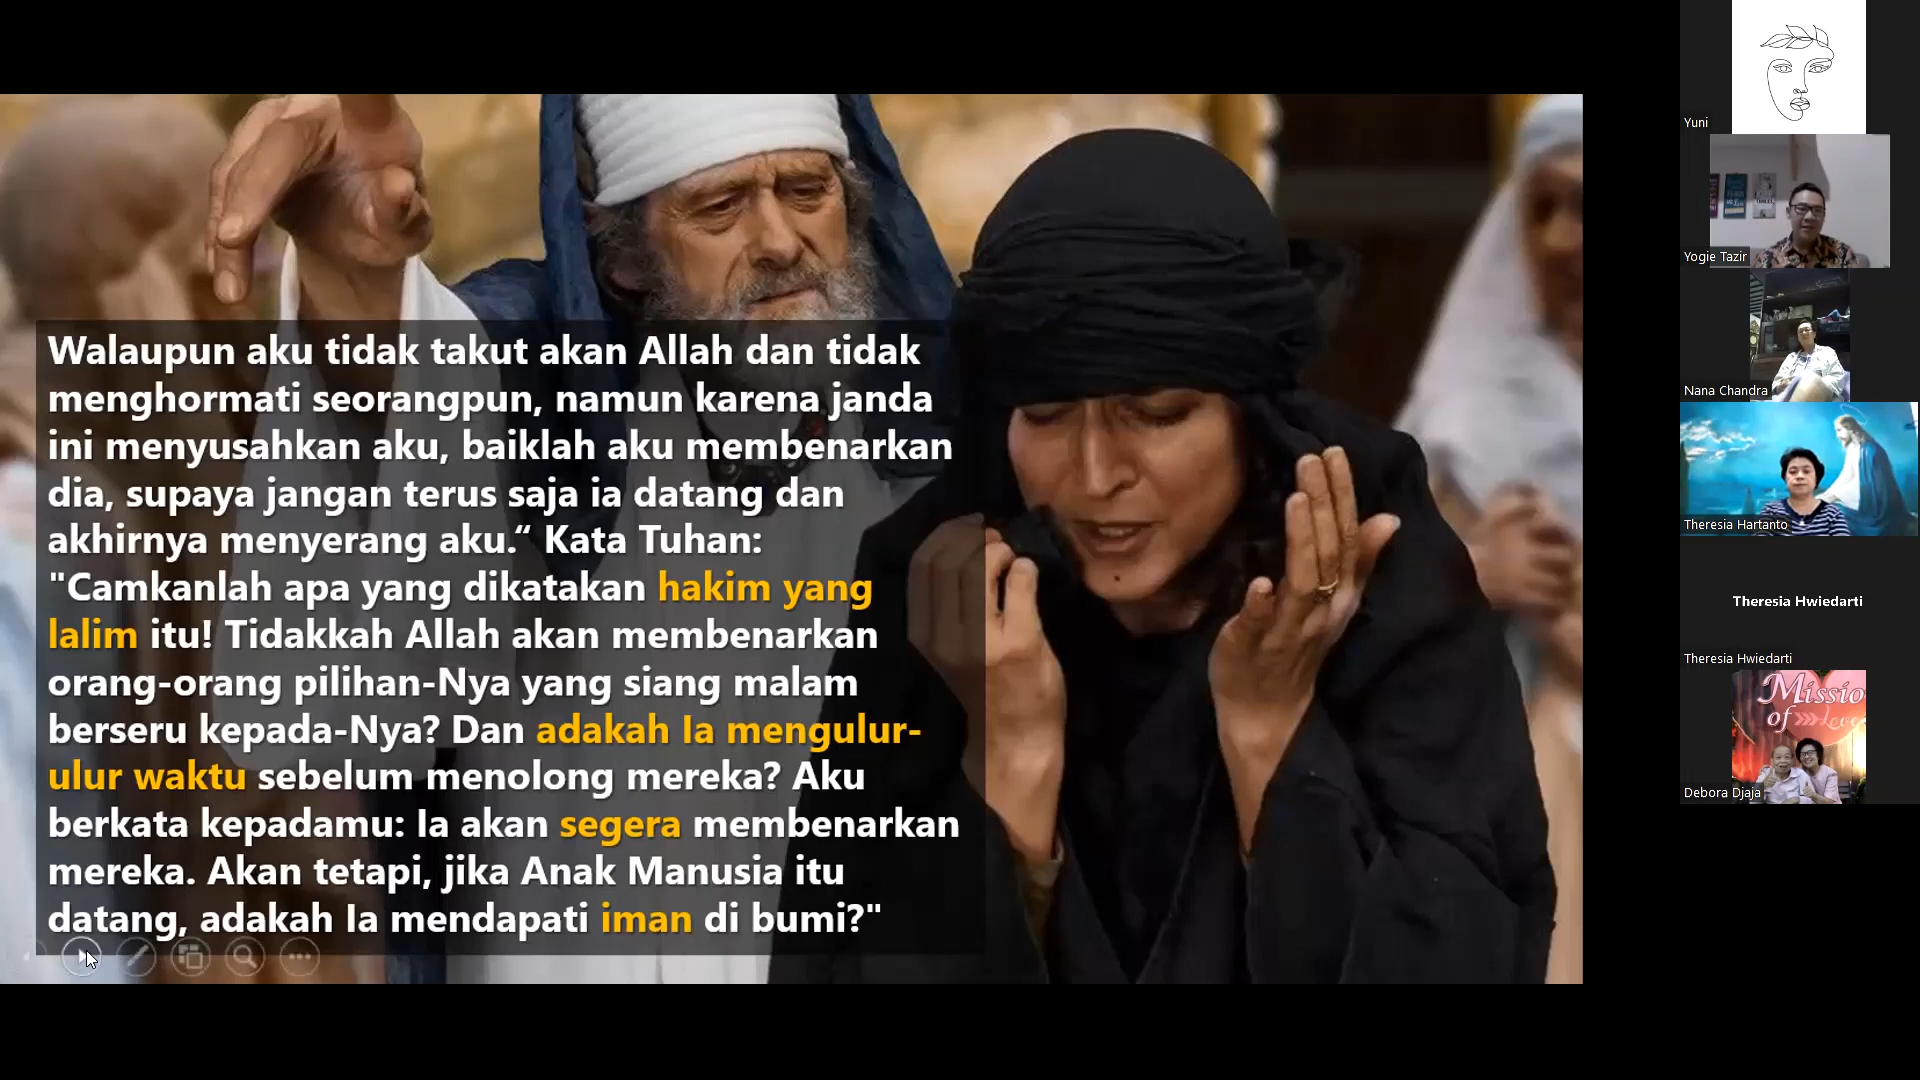 Walaupun aku tidak takut akan Allah dan tidak
menghormati seorangpun, namun karena janda
ini menyusahkan aku, baiklah aku membenarkan
dia, supaya jangan terus saja ia datang dan
akhirnya menyerang aku.“ Kata Tuhan:
"Camkanlah apa yang dikatakan hakim yang
lalim itu! Tidakkah Allah akan membenarkan
orang-orang pilihan-Nya yang siang malam
berseru kepada-Nya? Dan adakah Ia mengulur-
ulur waktu sebelum menolong mereka? Aku
berkata kepadamu: Ia akan segera membenarkan
mereka. Akan tetapi, jika Anak Manusia itu
datang, adakah Ia mendapati iman di bumi?"
Yuni
Yogie Tazir
Nana Chandra
Theresia Hartanto
Theresia Hwiedarti
Theresia Hwiedarti
Missio
of Love
Debora Djaja